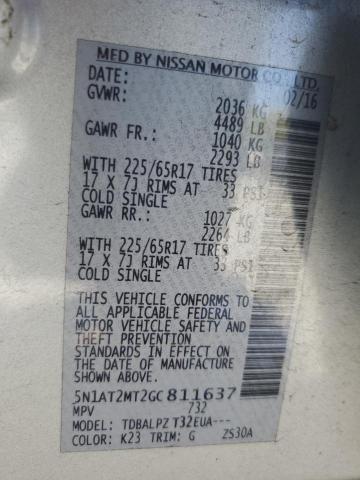 MFD BY NISSAN MOTOR CO., LTD.
DATE: 02/16
GVWR: 2036 KG
4489 LB
GAWR FR.: 1040 KG
2293 LB
WITH 225/65R17 TIRES
17 X 7J RIMS AT 33 PSI
COLD SINGLE
GAWR RR.: 1027 KG
2264 LB
WITH 225/65R17 TIRES
17 X 7J RIMS AT 33 PSI
COLD SINGLE
THIS VEHICLE CONFORMS TO
ALL APPLICABLE FEDERAL
MOTOR VEHICLE SAFETY AND
THEFT PREVENTION
STANDARDS IN EFFECT ON
THE DATE OF MANUFACTURE
SHOWN ABOVE.
5N1AT2MT2GC811637
MPV 732
MODEL: TDBALPZ T32EUA---
COLOR: K23 TRIM: G ZS30A